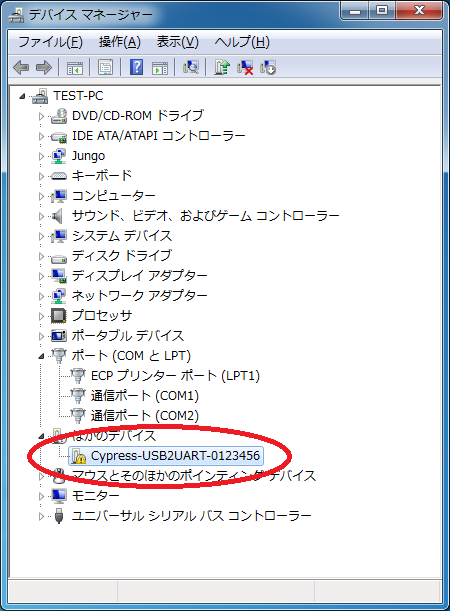 デバイス マネージャー
ファイル(F) 操作(A) 表示(V) ヘルプ(H)
TEST-PC
DVD/CD-ROM ドライブ
IDE ATA/ATAPI コントローラー
Jungo
キーボード
コンピューター
サウンド、ビデオ、およびゲーム コントローラー
システム デバイス
ディスク ドライブ
ディスプレイ アダプター
ネットワーク アダプター
プロセッサ
ポータブル デバイス
ポート (COM と LPT)
ECP プリンター ポート (LPT1)
通信ポート (COM1)
通信ポート (COM2)
ほかのデバイス
Cypress-USB2UART-0123456
マウスとそのほかのポインティング デバイス
モニター
ユニバーサル シリアル バス コントローラー